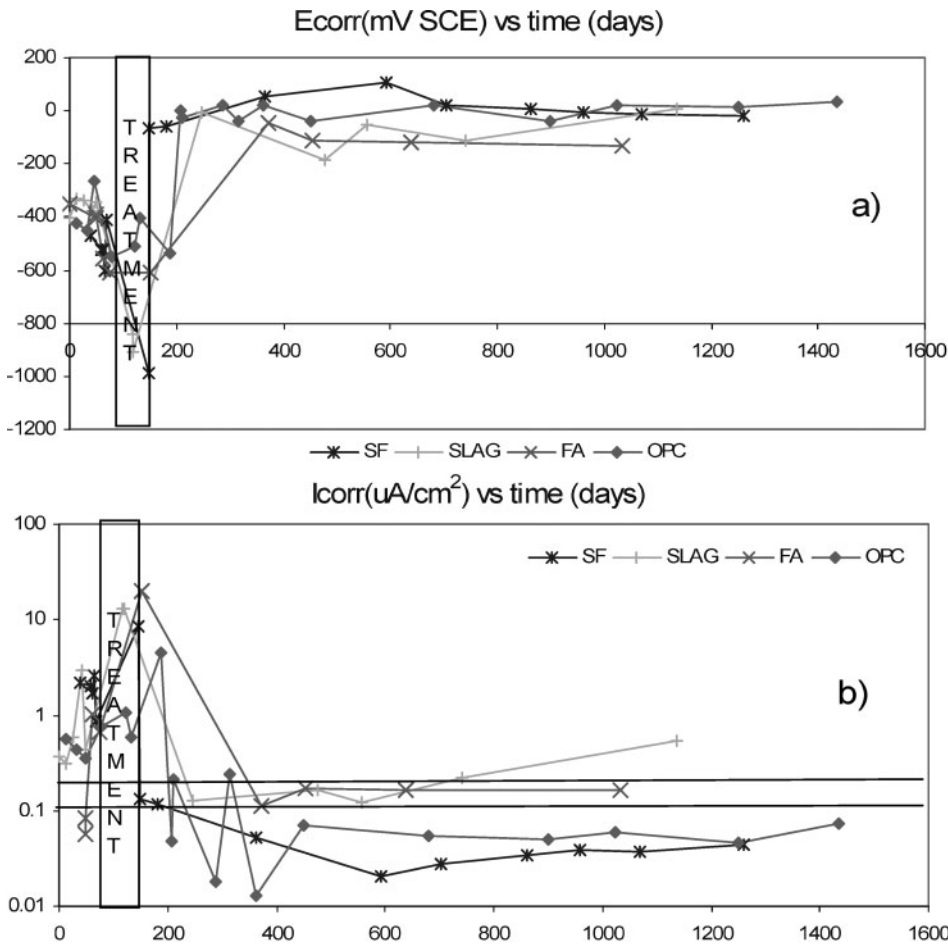 Ecorr(mV SCE) vs time (days)
200
0
-200
-400
-600
-800
-1000
-1200
0 200 400 600 800 1000 1200 1400 1600
TREATMENT
a)
SF SLAG FA OPC
Icorr(uA/cm²) vs time (days)
100
10
1
0.1
0.01
SF SLAG FA OPC
TREATMENT
b)
0 200 400 600 800 1000 1200 1400 1600